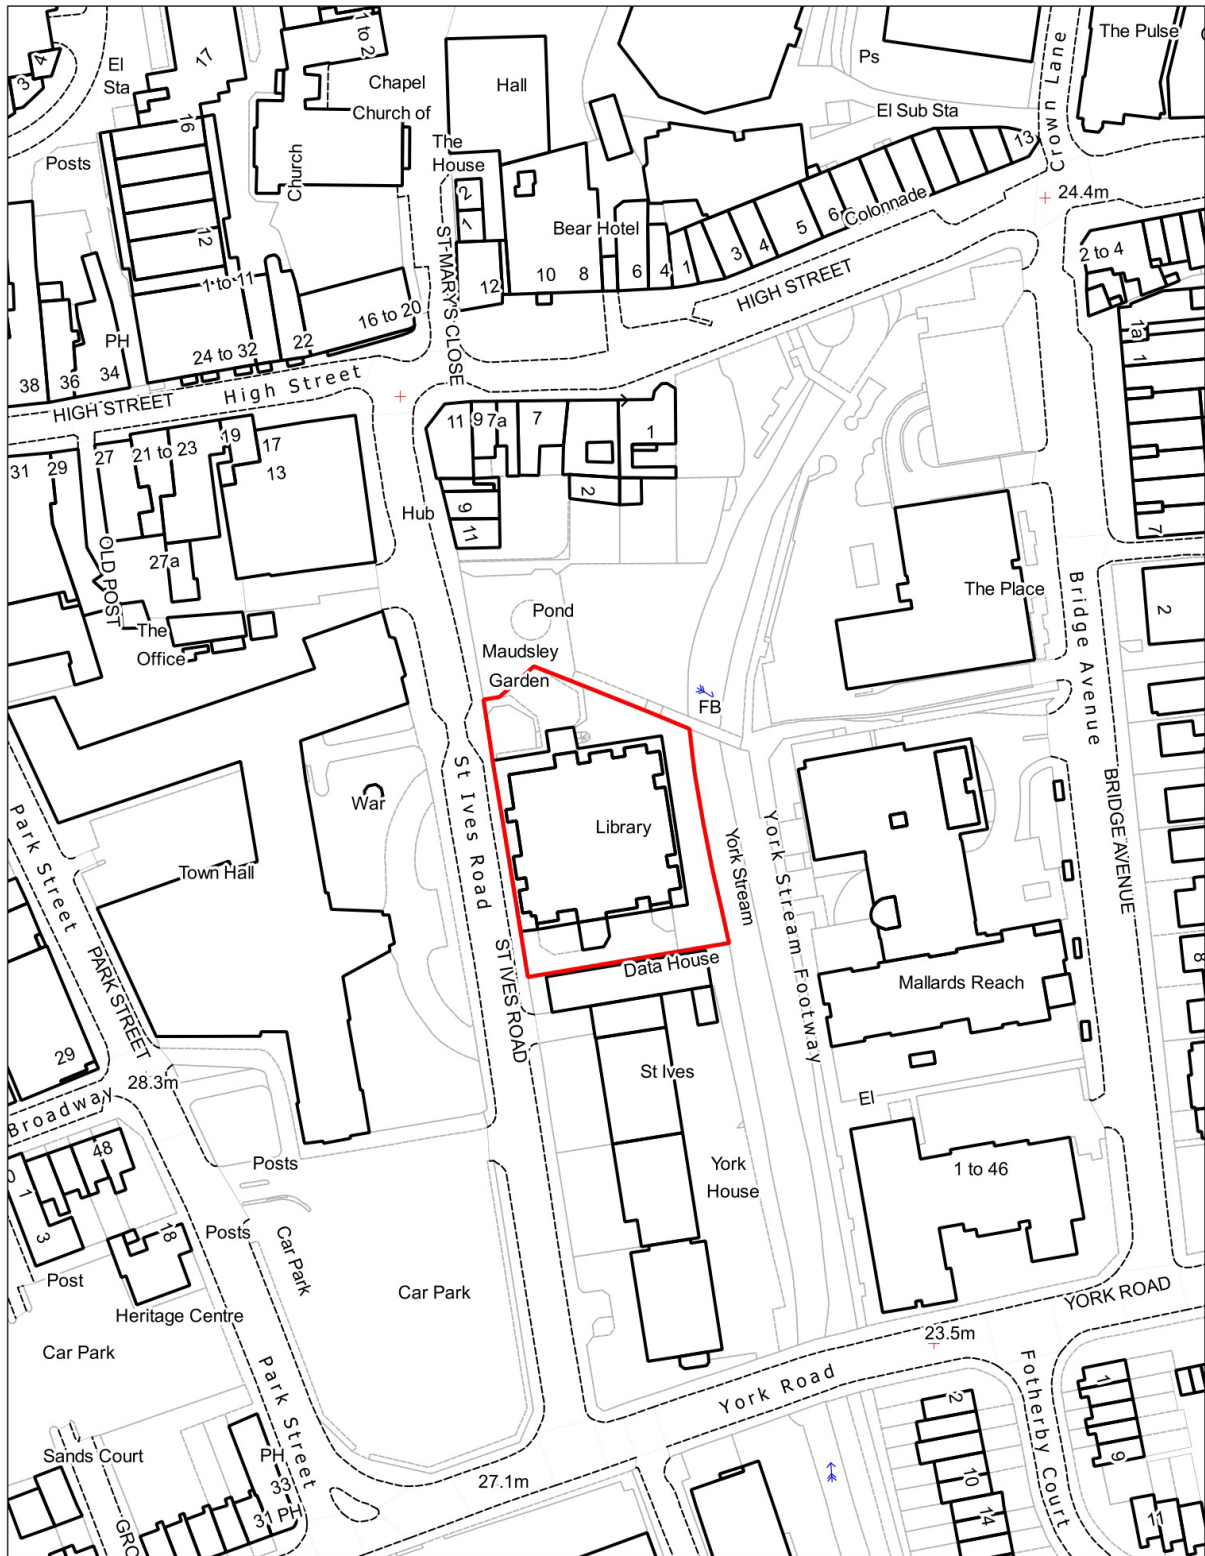 The Pulse
1 to 2
17
4
3
El
Sta
Chapel
Church of
Hall
Ps
Crown Lane
El Sub Sta
13
16
Posts
Church
The
House
2
1
ST MARY'S CLOSE
Bear Hotel
12
10
8
6
4
1
3
4
5
6
Colonnade
24.4m
12
1 to 11
16 to 20
22
24 to 32
PH
34
36
38
HIGH STREET
High Street
HIGH STREET
2 to 4
1a
1
7
11
9
7a
7
1
2
31
29
27
21 to
23
19
17
13
Hub
9
11
27a
OLD POST
The
Office
Pond
Maudsley
Garden
The Place
2
Bridge Avenue
BRIDGE AVENUE
FB
War
Library
Town Hall
St Ives Road
ST IVES ROAD
York Stream
York Stream Footway
Park Street
PARK STREET
Data House
Mallards Reach
8
29
28.3m
Broadway
St Ives
El
48
1
3
Posts
York
House
1 to 46
18
Posts
Car Park
Post
Heritage Centre
Car Park
Car Park
YORK ROAD
23.5m
York Road
Fotherby Court
Park Street
1
9
2
10
14
Sands Court
PH
33
31 PH
27.1m
GRO